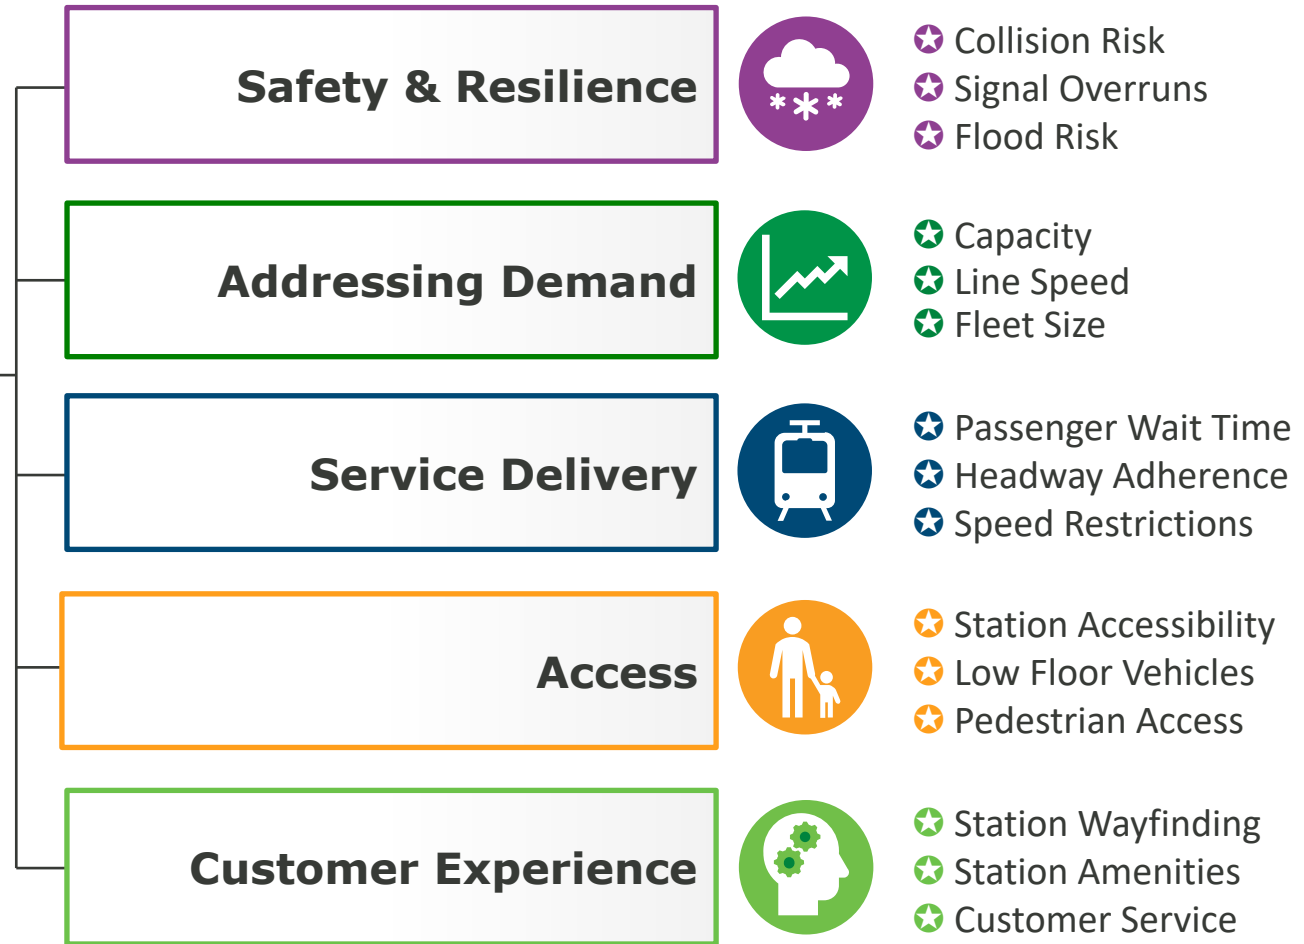 Safety & Resilience
Collision Risk
Signal Overruns
Flood Risk
Addressing Demand
Capacity
Line Speed
Fleet Size
Service Delivery
Passenger Wait Time
Headway Adherence
Speed Restrictions
Access
Station Accessibility
Low Floor Vehicles
Pedestrian Access
Customer Experience
Station Wayfinding
Station Amenities
Customer Service